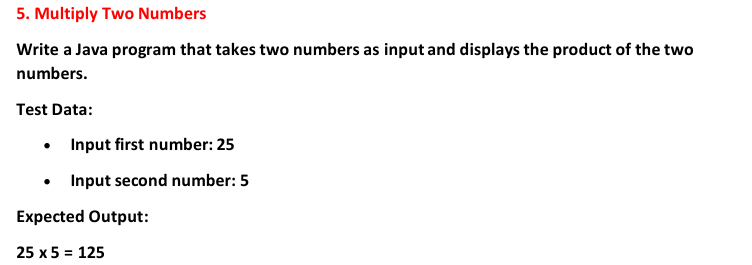 5. Multiply Two Numbers
Write a Java program that takes two numbers as input and displays the product of the two
numbers.
Test Data:
• Input first number: 25
• Input second number: 5
Expected Output:
25 x 5 = 125